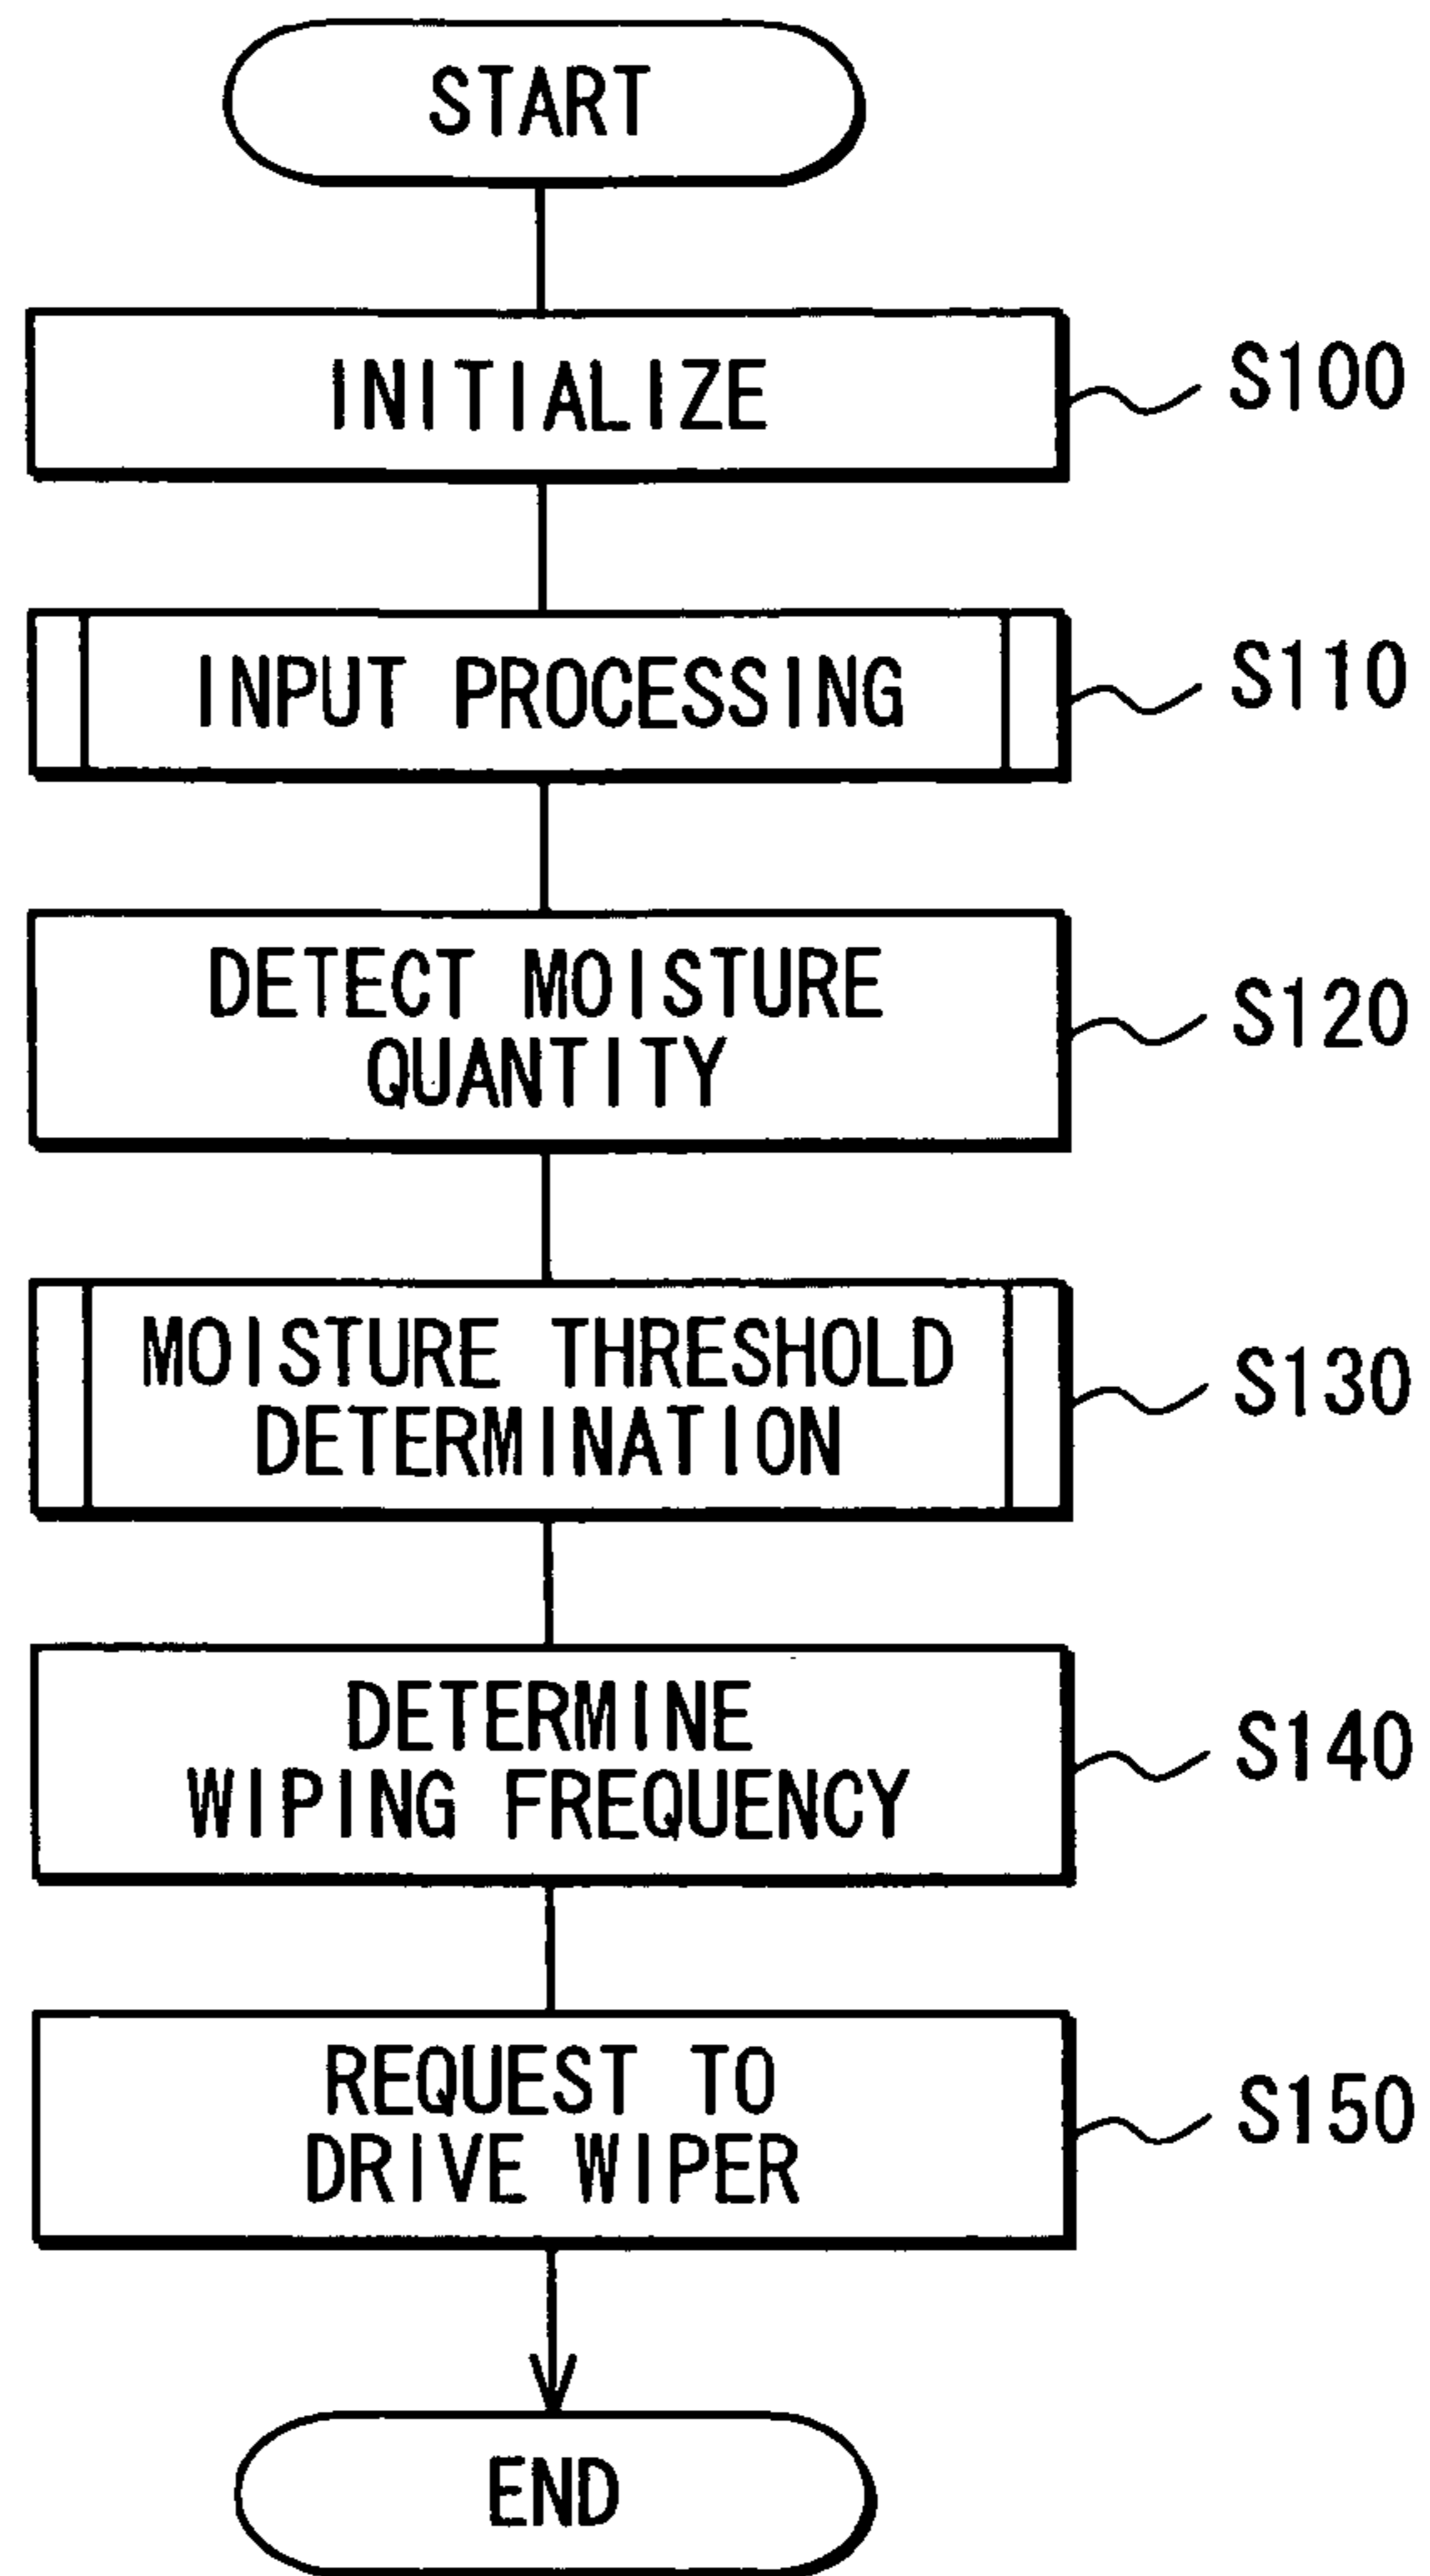 START
INITIALIZE
S100
INPUT PROCESSING
S110
DETECT MOISTURE
QUANTITY
S120
MOISTURE THRESHOLD
DETERMINATION
S130
DETERMINE
WIPING FREQUENCY
S140
REQUEST TO
DRIVE WIPER
S150
END